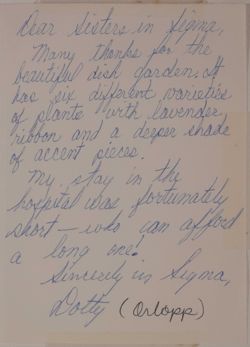 Dear Sisters in Sigma,
Many thanks for the
beautiful dish garden. It
has six different varieties
of plants with lavender
ribbon and a deeper shade
of accent pieces.
My stay in the
hospital was fortunately
short - who can afford
a long one!
Sincerely in Sigma,
Dotty (Orlopp)